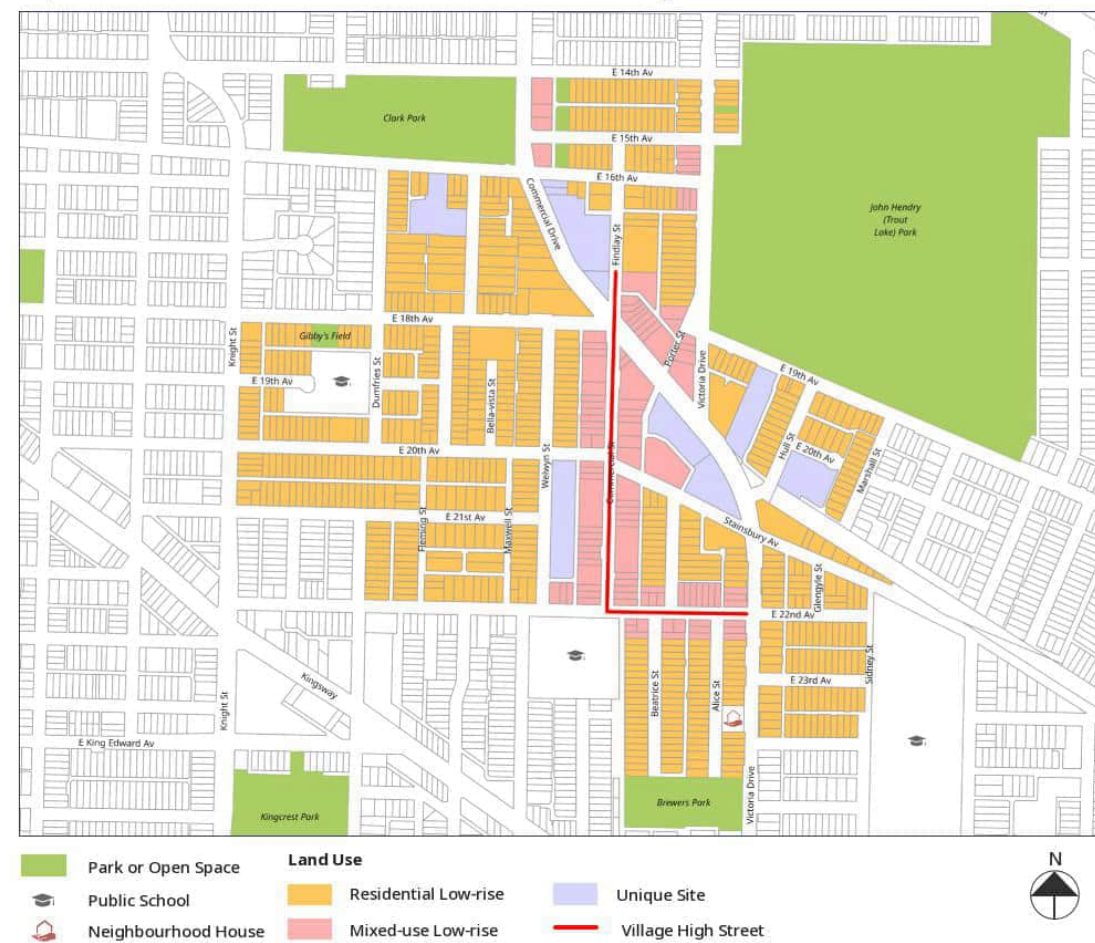 E 14th Av
Clark Park
E 15th Av
E 16th Av
Commercial Drive
Findlay St
John Hendry
(Trout
Lake) Park
E 18th Av
Knight St
Gibby's Field
Porter St
Victoria Drive
E 19th Av
E 19th Av
Dumfries St
Bella-vista St
Hull St
E 20th Av
Marshall St
E 20th Av
Welwyn St
Commercial St
E 21st Av
Fleming St
Maxwell St
Stainsbury Av
Glengyle St
E 22nd Av
Sidney St
Kingsway
Knight St
Beatrice St
Alice St
E 23rd Av
E King Edward Av
Victoria Drive
Brewers Park
Kingcrest Park
Park or Open Space
Public School
Neighbourhood House
Land Use
Residential Low-rise
Mixed-use Low-rise
Unique Site
Village High Street
N